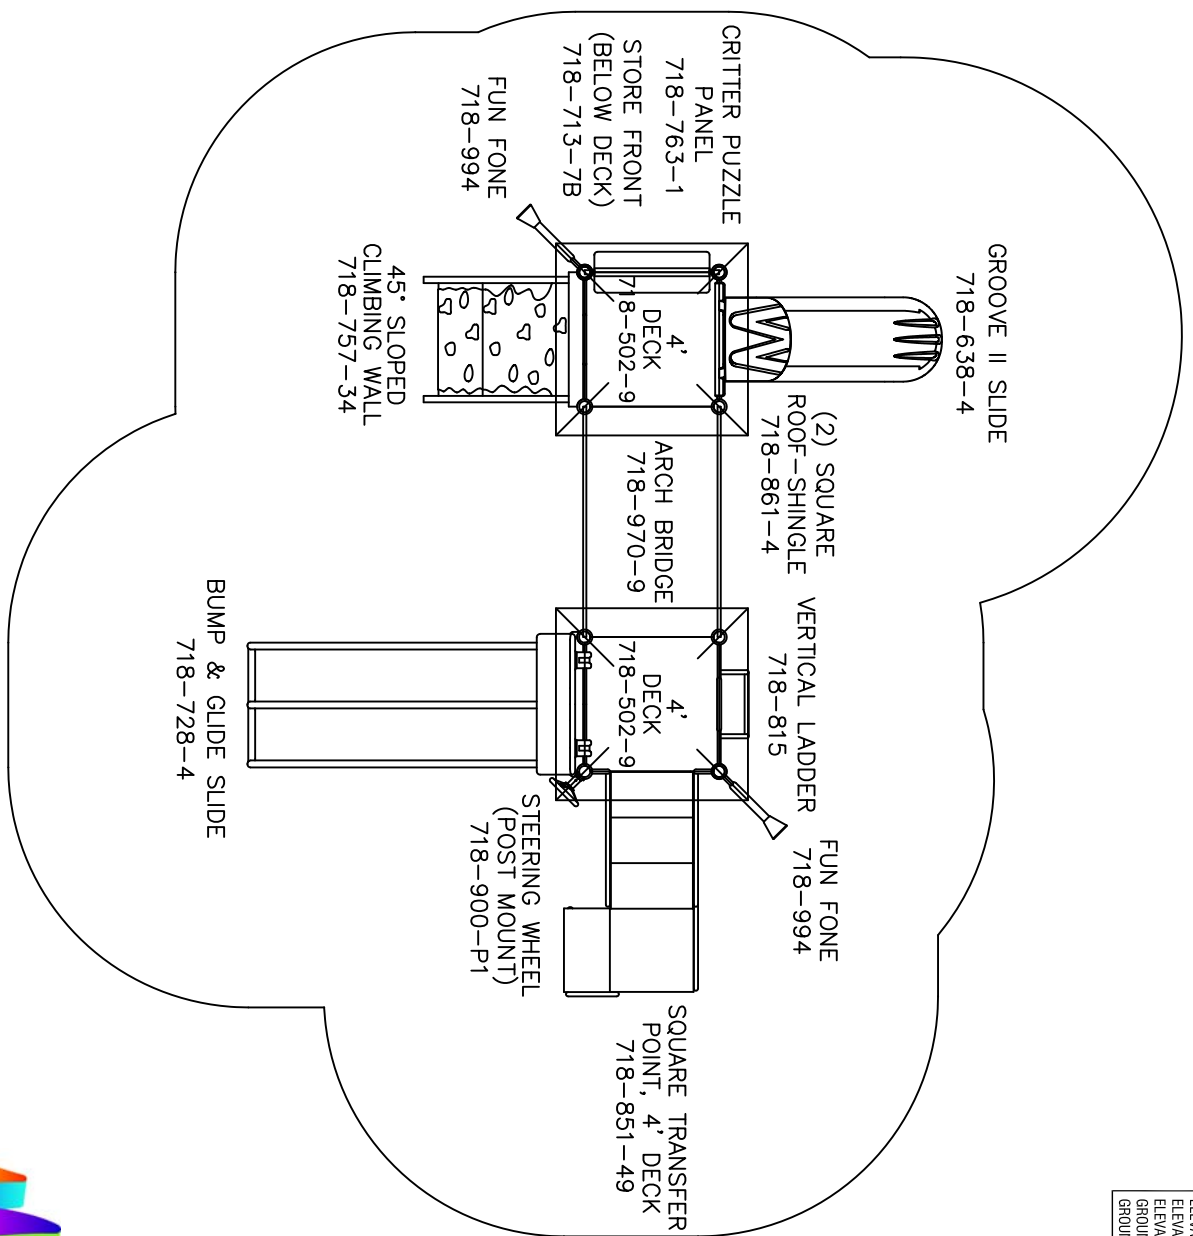 GROOVE II SLIDE
718-638-4
CRITTER PUZZLE
PANEL
718-763-1
STORE FRONT
(BELOW DECK)
718-713-7B
FUN FONE
718-994
45° SLOPED
CLIMBING WALL
718-757-34
4'
DECK
718-502-9
(2) SQUARE
ROOF-SHINGLE
718-861-4
ARCH BRIDGE
718-970-9
VERTICAL LADDER
718-815
4'
DECK
718-502-9
FUN FONE
718-994
BUMP & GLIDE SLIDE
718-728-4
STEERING WHEEL
(POST MOUNT)
718-900-P1
SQUARE TRANSFER
POINT, 4' DECK
718-851-49
ELEVA
ELEVA
GROUN
GROUN